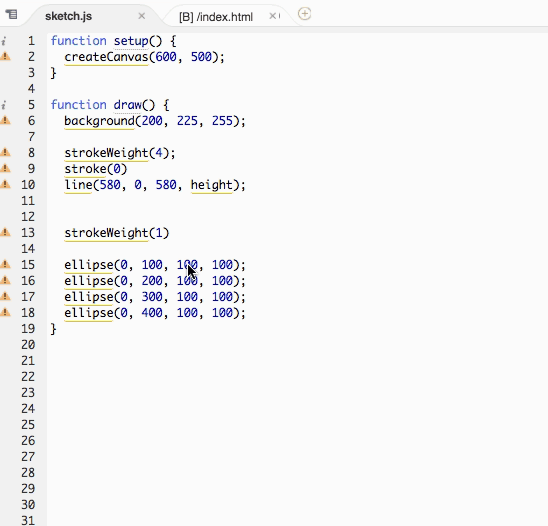 sketch.js × [B] /index.html ×
1 function setup() {
2 createCanvas(600, 500);
3 }
4
5 function draw() {
6 background(200, 225, 255);
7
8 strokeWeight(4);
9 stroke(0)
10 line(580, 0, 580, height);
11
12
13 strokeWeight(1)
14
15 ellipse(0, 100, 100, 100);
16 ellipse(0, 200, 100, 100);
17 ellipse(0, 300, 100, 100);
18 ellipse(0, 400, 100, 100);
19 }
20
21
22
23
24
25
26
27
28
29
30
31